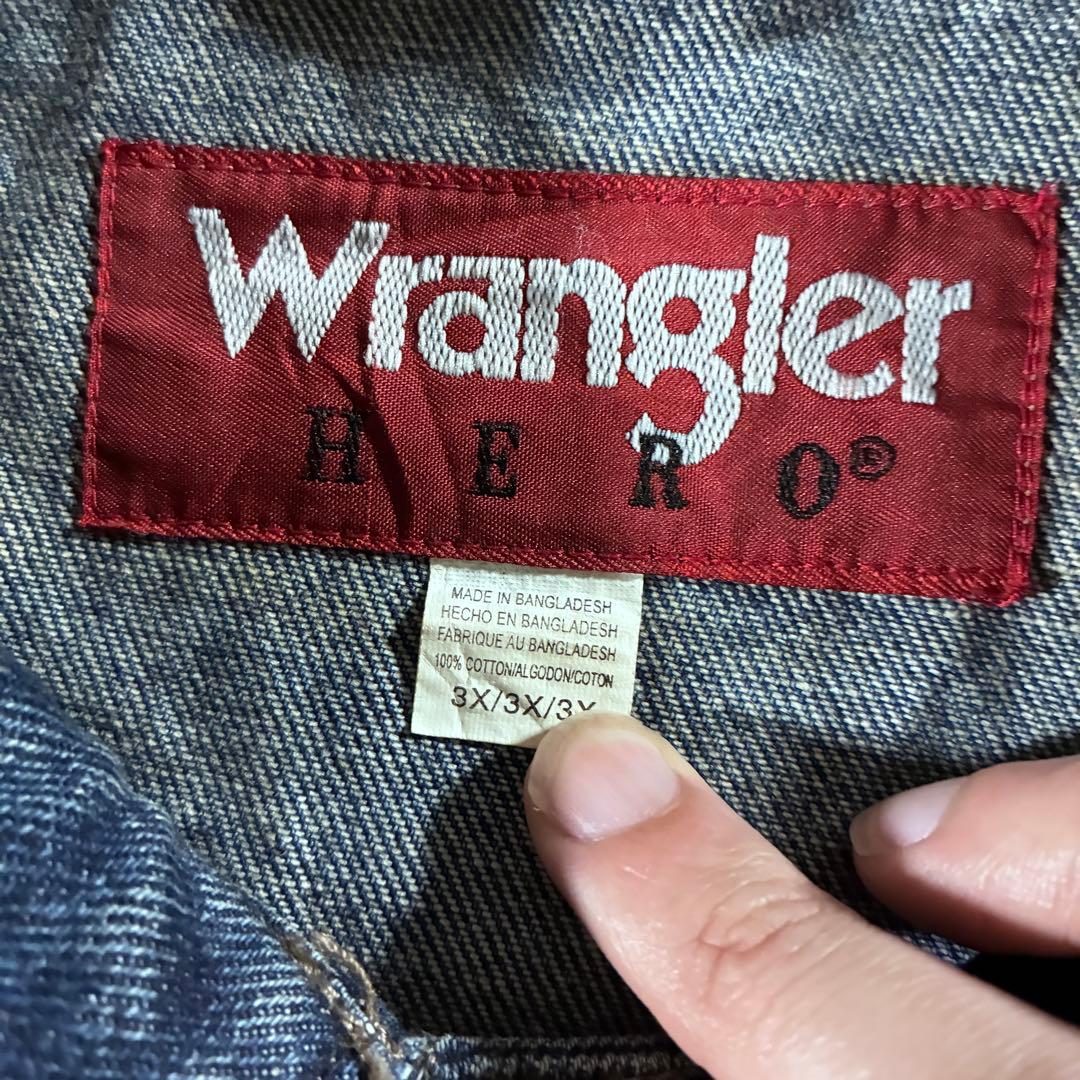 Wrangler
HERO®
MADE IN BANGLADESH
HECHO EN BANGLADESH
FABRIQUE AU BANGLADESH
100% COTTON/ALGODON/COTON
3X/3X/3X